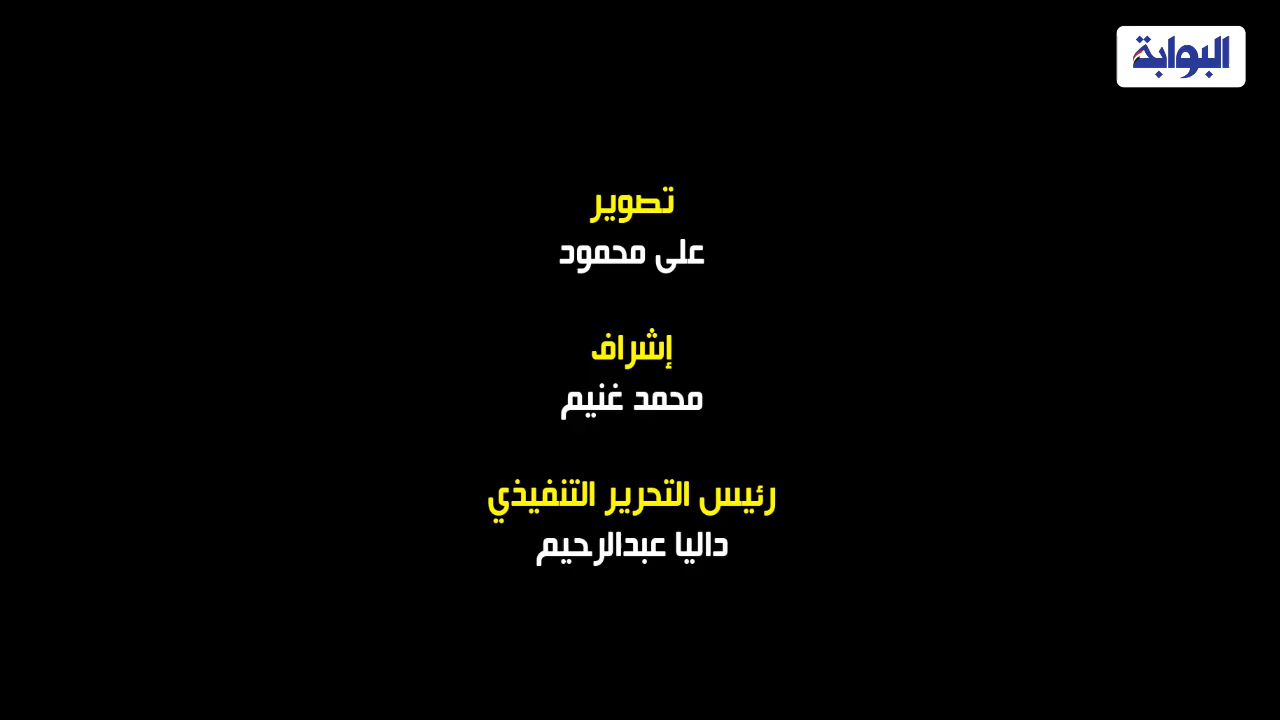 البوابة
تصوير
على محمود
إشراف
محمد غنيم
رئيس التحرير التنفيذي
داليا عبدالرحيم